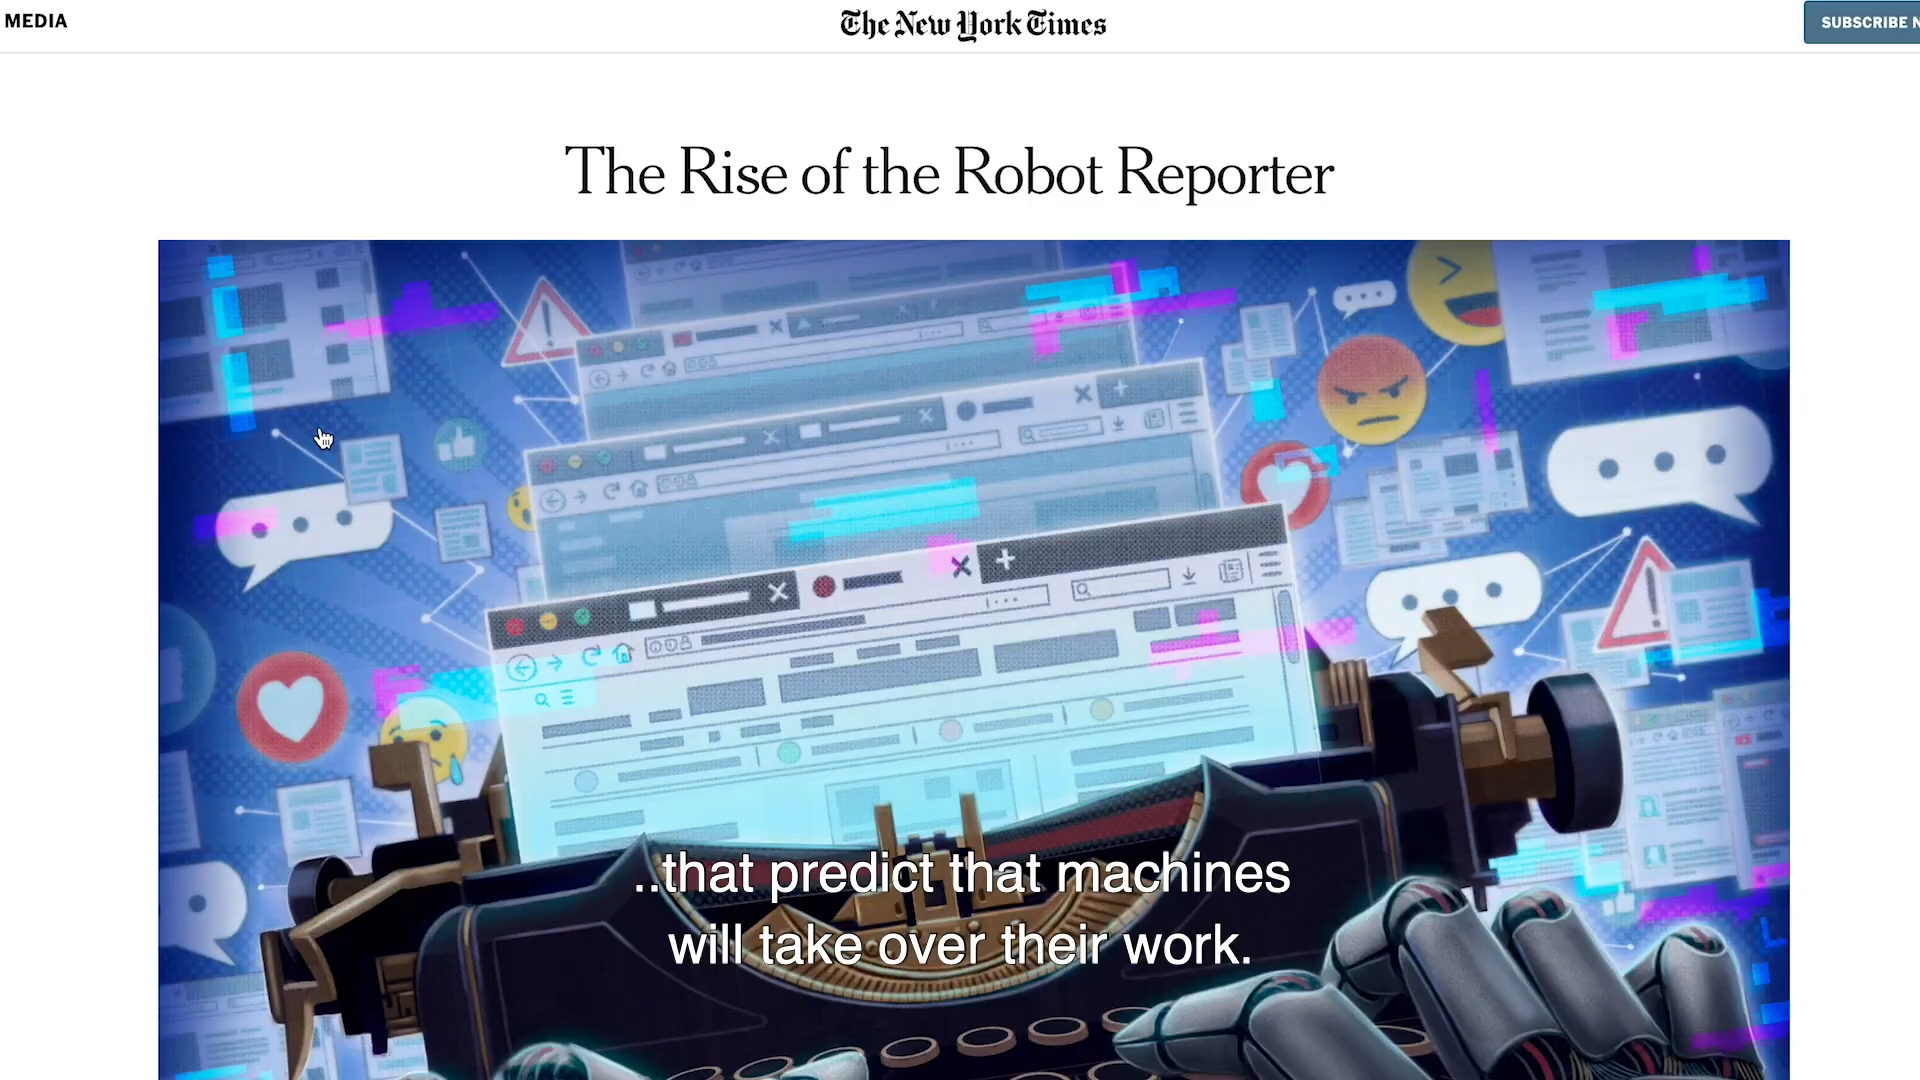 MEDIA
The New York Times
SUBSCRIBE N
The Rise of the Robot Reporter
..that predict that machines
will take over their work.